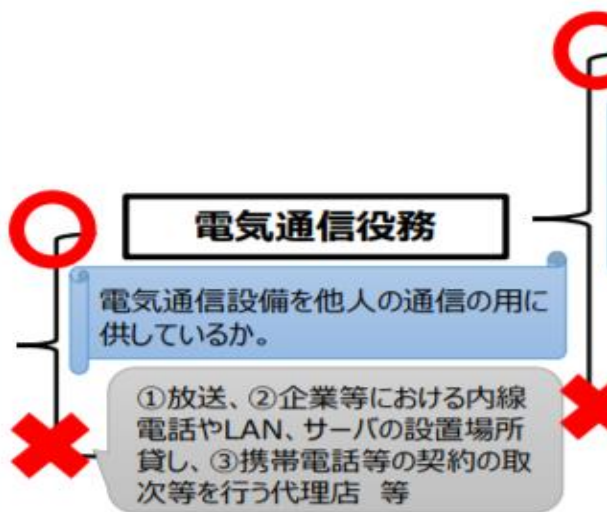 電気通信役務
電気通信設備を他人の通信の用に
供しているか。
①放送、②企業等における内線
電話やLAN、サーバの設置場所
貸し、③携帯電話等の契約の取
次等を行う代理店　等